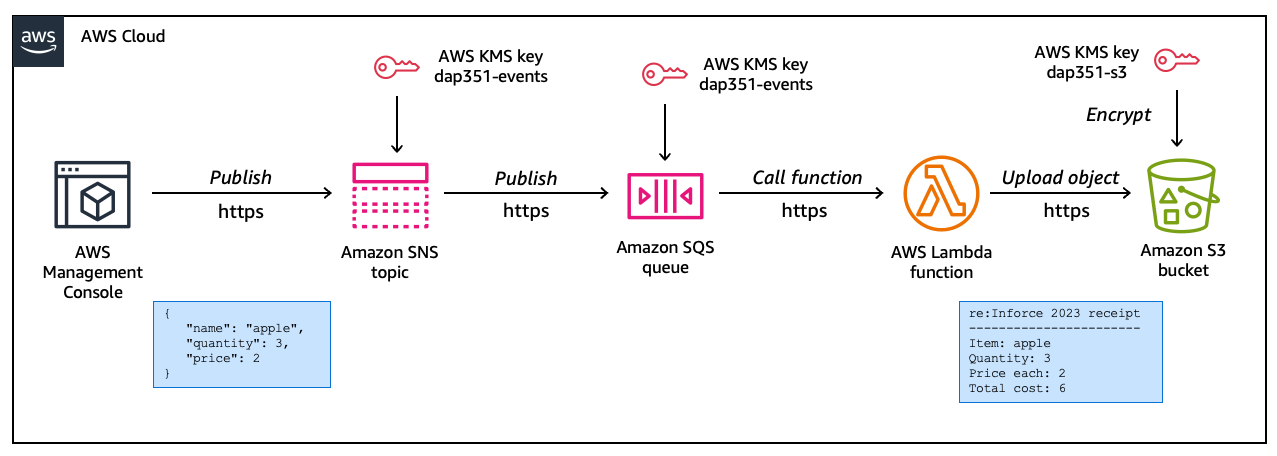 aws
AWS Cloud
AWS KMS key
dap351-events
AWS KMS key
dap351-events
AWS KMS key
dap351-s3
Encrypt
Publish
https
Publish
https
Call function
https
Upload object
https
AWS
Management
Console
Amazon SNS
topic
Amazon SQS
queue
AWS Lambda
function
Amazon S3
bucket
{
"name": "apple",
"quantity": 3,
"price": 2
}
re:Inforce 2023 receipt
-----------------------
Item: apple
Quantity: 3
Price each: 2
Total cost: 6